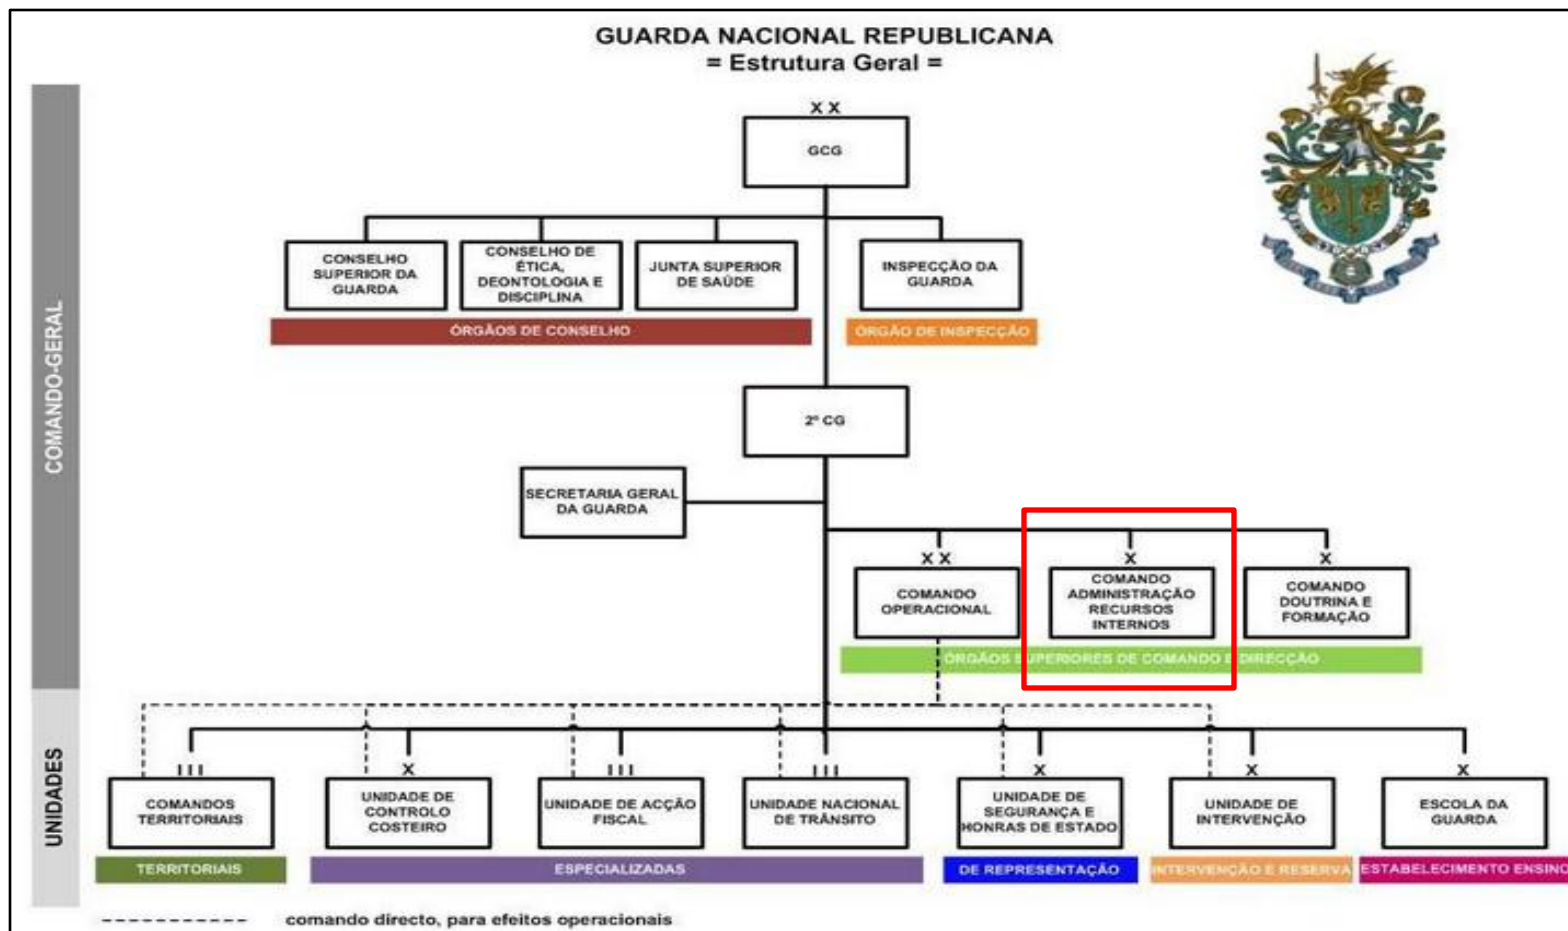 GUARDA NACIONAL REPUBLICANA
= Estrutura Geral =
COMANDO-GERAL
X X
GCG
CONSELHO
SUPERIOR DA
GUARDA
CONSELHO DE
ÉTICA,
DEONTOLOGIA E
DISCIPLINA
JUNTA SUPERIOR
DE SAÚDE
INSPECÇÃO DA
GUARDA
ÓRGÃOS DE CONSELHO
ÓRGÃO DE INSPECÇÃO
2º CG
SECRETARIA GERAL
DA GUARDA
X X
COMANDO
OPERACIONAL
X
COMANDO
ADMINISTRAÇÃO
RECURSOS
INTERNOS
X
COMANDO
DOUTRINA E
FORMAÇÃO
ÓRGÃOS SUPERIORES DE COMANDO E DIRECÇÃO
UNIDADES
I I I
COMANDOS
TERRITORIAIS
X
UNIDADE DE
CONTROLO
COSTEIRO
I I I
UNIDADE DE ACÇÃO
FISCAL
I I I
UNIDADE NACIONAL
DE TRÂNSITO
X
UNIDADE DE
SEGURANÇA E
HONRAS DE ESTADO
X
UNIDADE DE
INTERVENÇÃO
X
ESCOLA DA
GUARDA
TERRITORIAIS
ESPECIALIZADAS
DE REPRESENTAÇÃO
INTERVENÇÃO E RESERVA
ESTABELECIMENTO ENSINO
comando directo, para efeitos operacionais